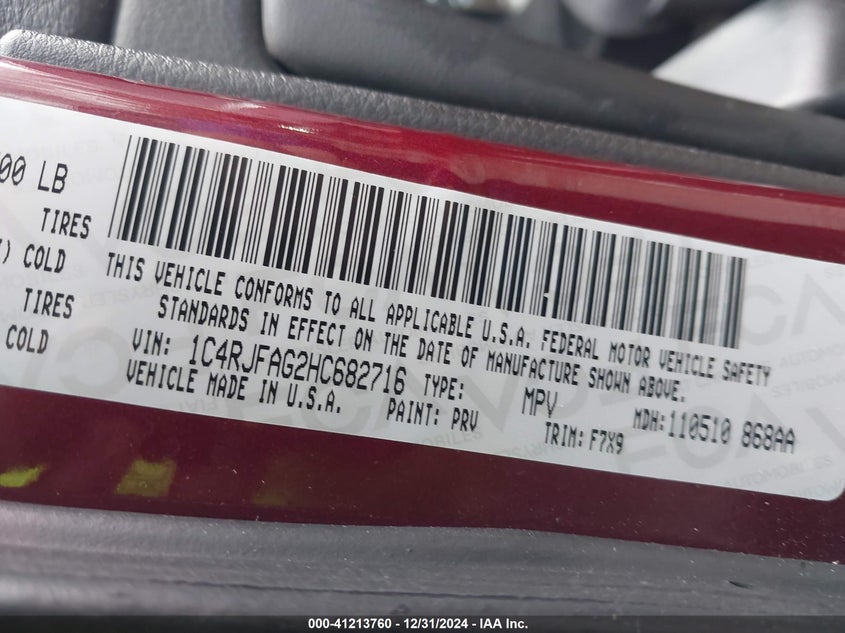 00 LB
TIRES
) COLD
TIRES
COLD
THIS VEHICLE CONFORMS TO ALL APPLICABLE U.S.A. FEDERAL MOTOR VEHICLE SAFETY
STANDARDS IN EFFECT ON THE DATE OF MANUFACTURE SHOWN ABOVE.
VIN: 1C4RJFAG2HC682716 TYPE: MPV MDH:110510 868AA
VEHICLE MADE IN U.S.A. PAINT: PRV TRIM: F7X9
000-41213760 - 12/31/2024 - IAA Inc.